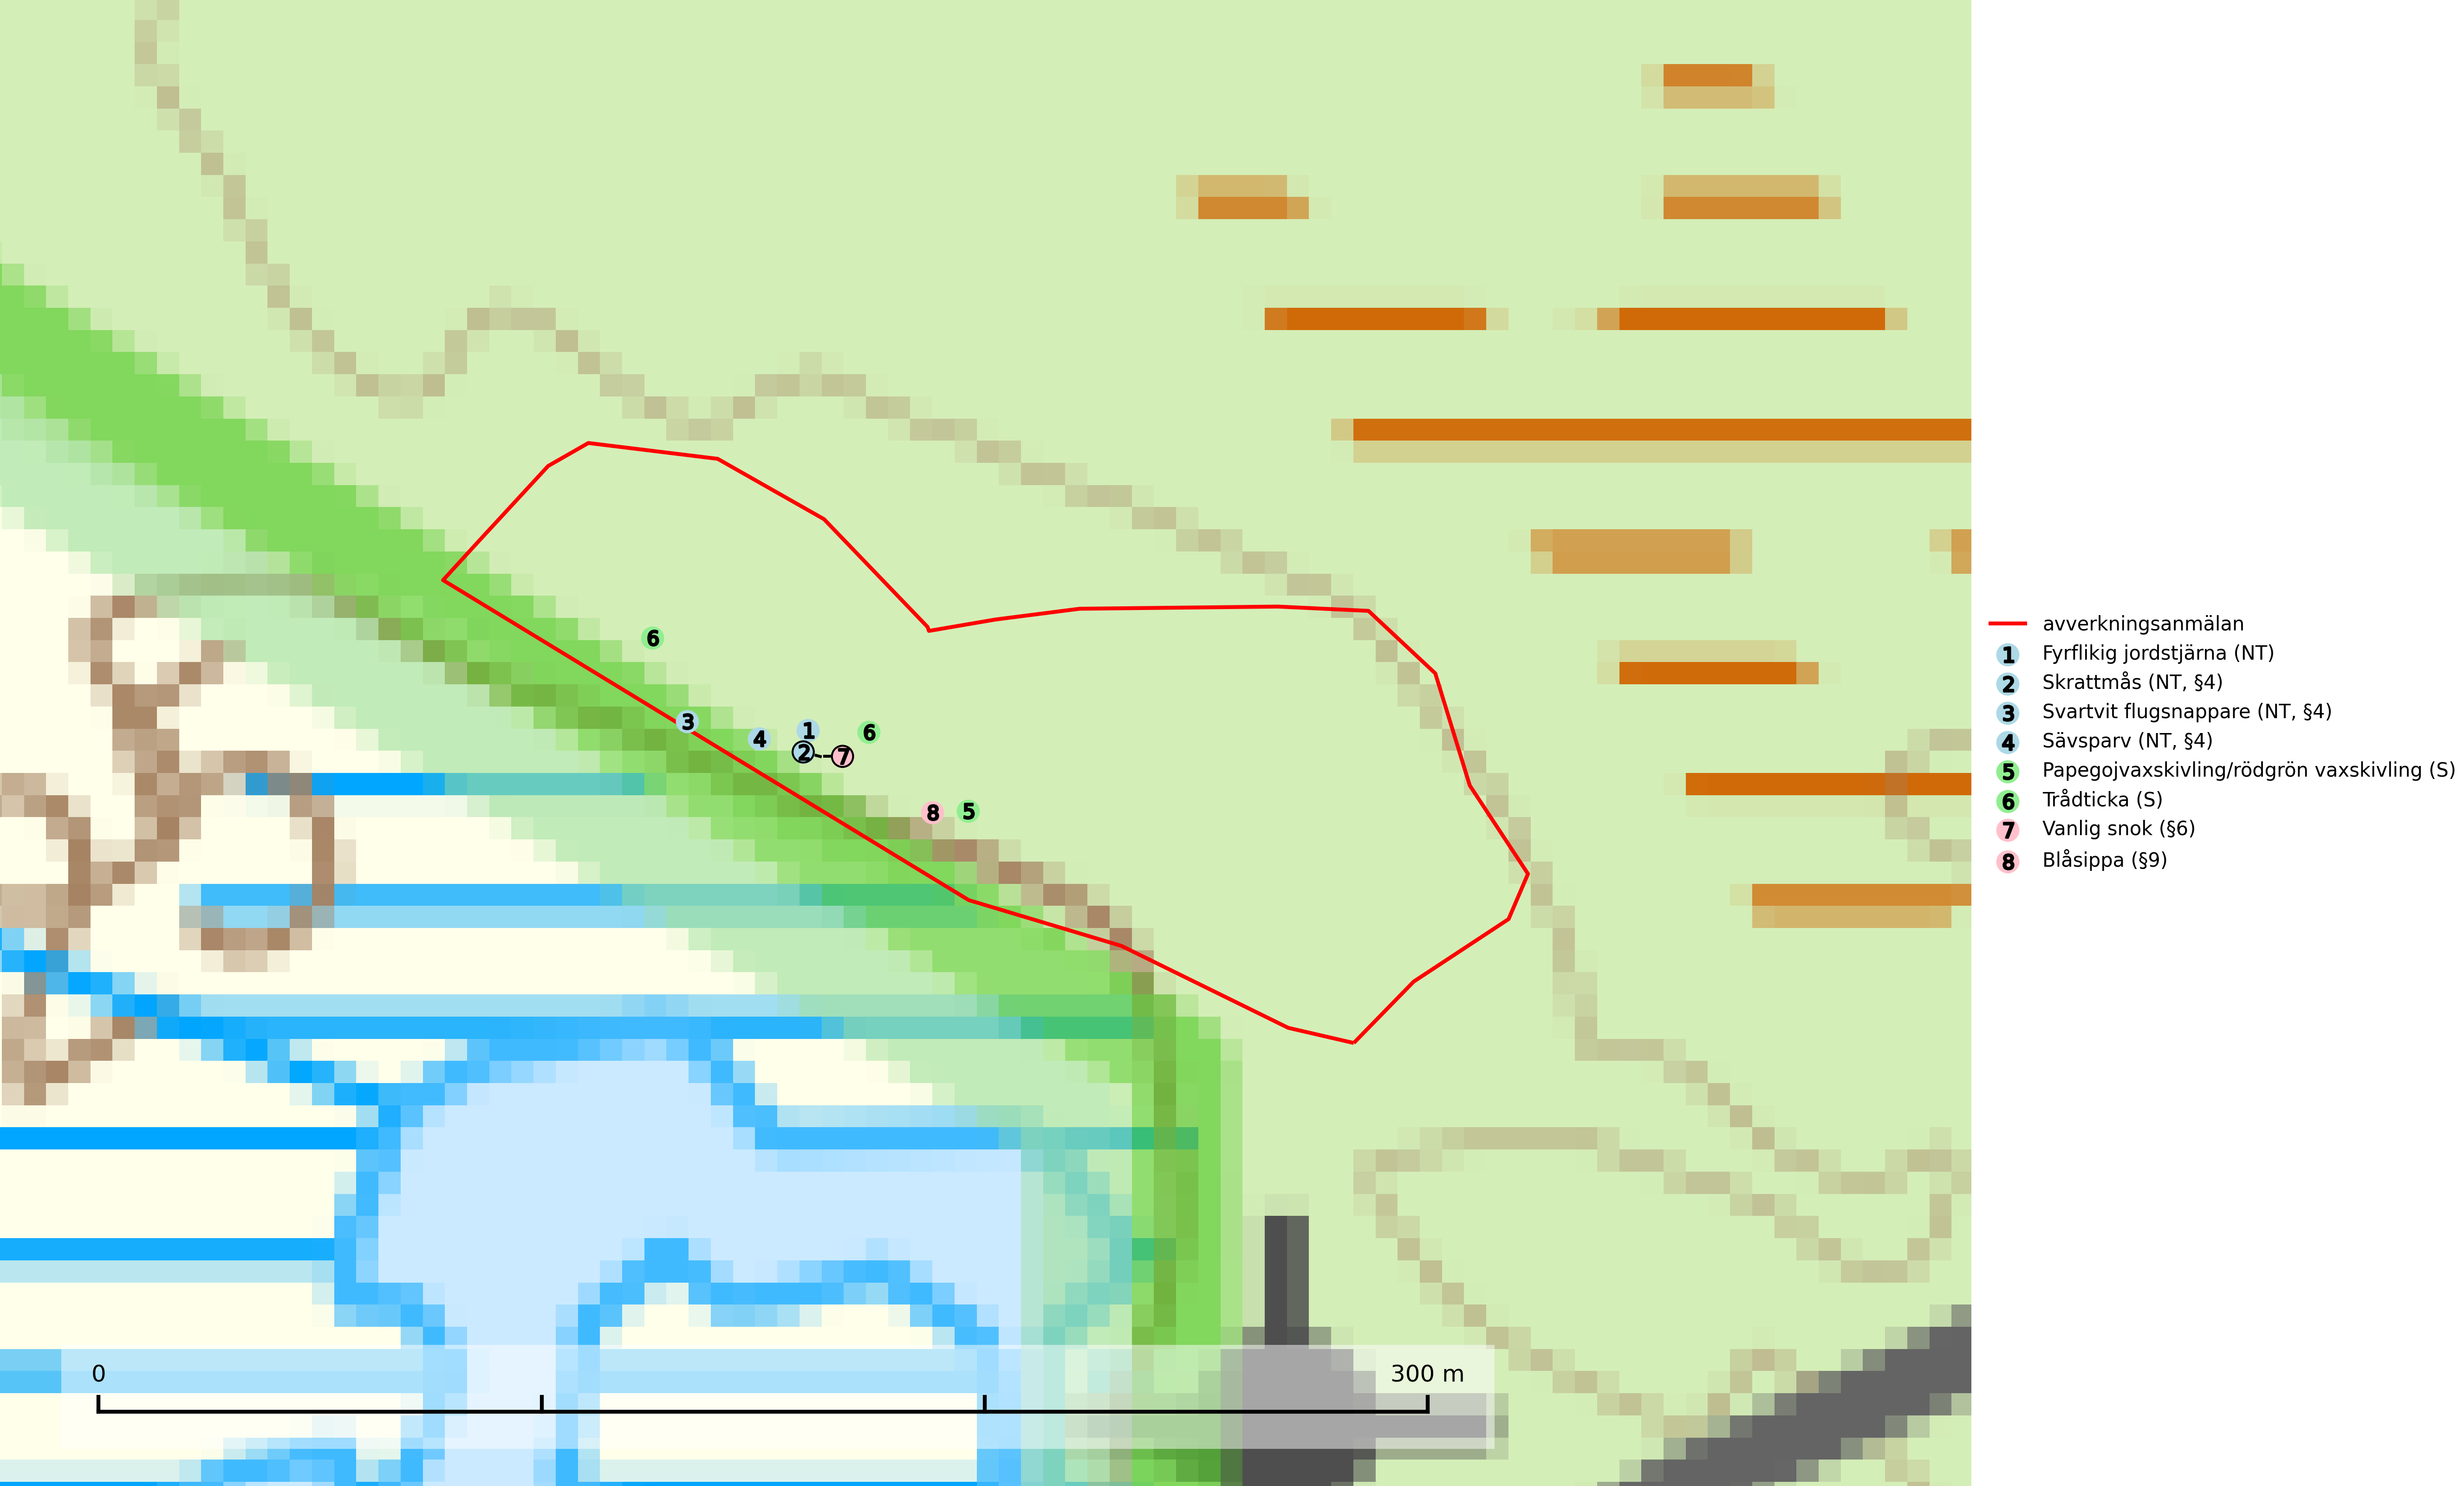 6
3
1
4
6
2
7
8
5
avverkningsanmälan
1 Fyrflikig jordstjärna (NT)
2 Skrattmås (NT, §4)
3 Svartvit flugsnappare (NT, §4)
4 Sävsparv (NT, §4)
5 Papegojvaxskivling/rödgrön vaxskivling (S)
6 Trådticka (S)
7 Vanlig snok (§6)
8 Blåsippa (§9)
0 300 m